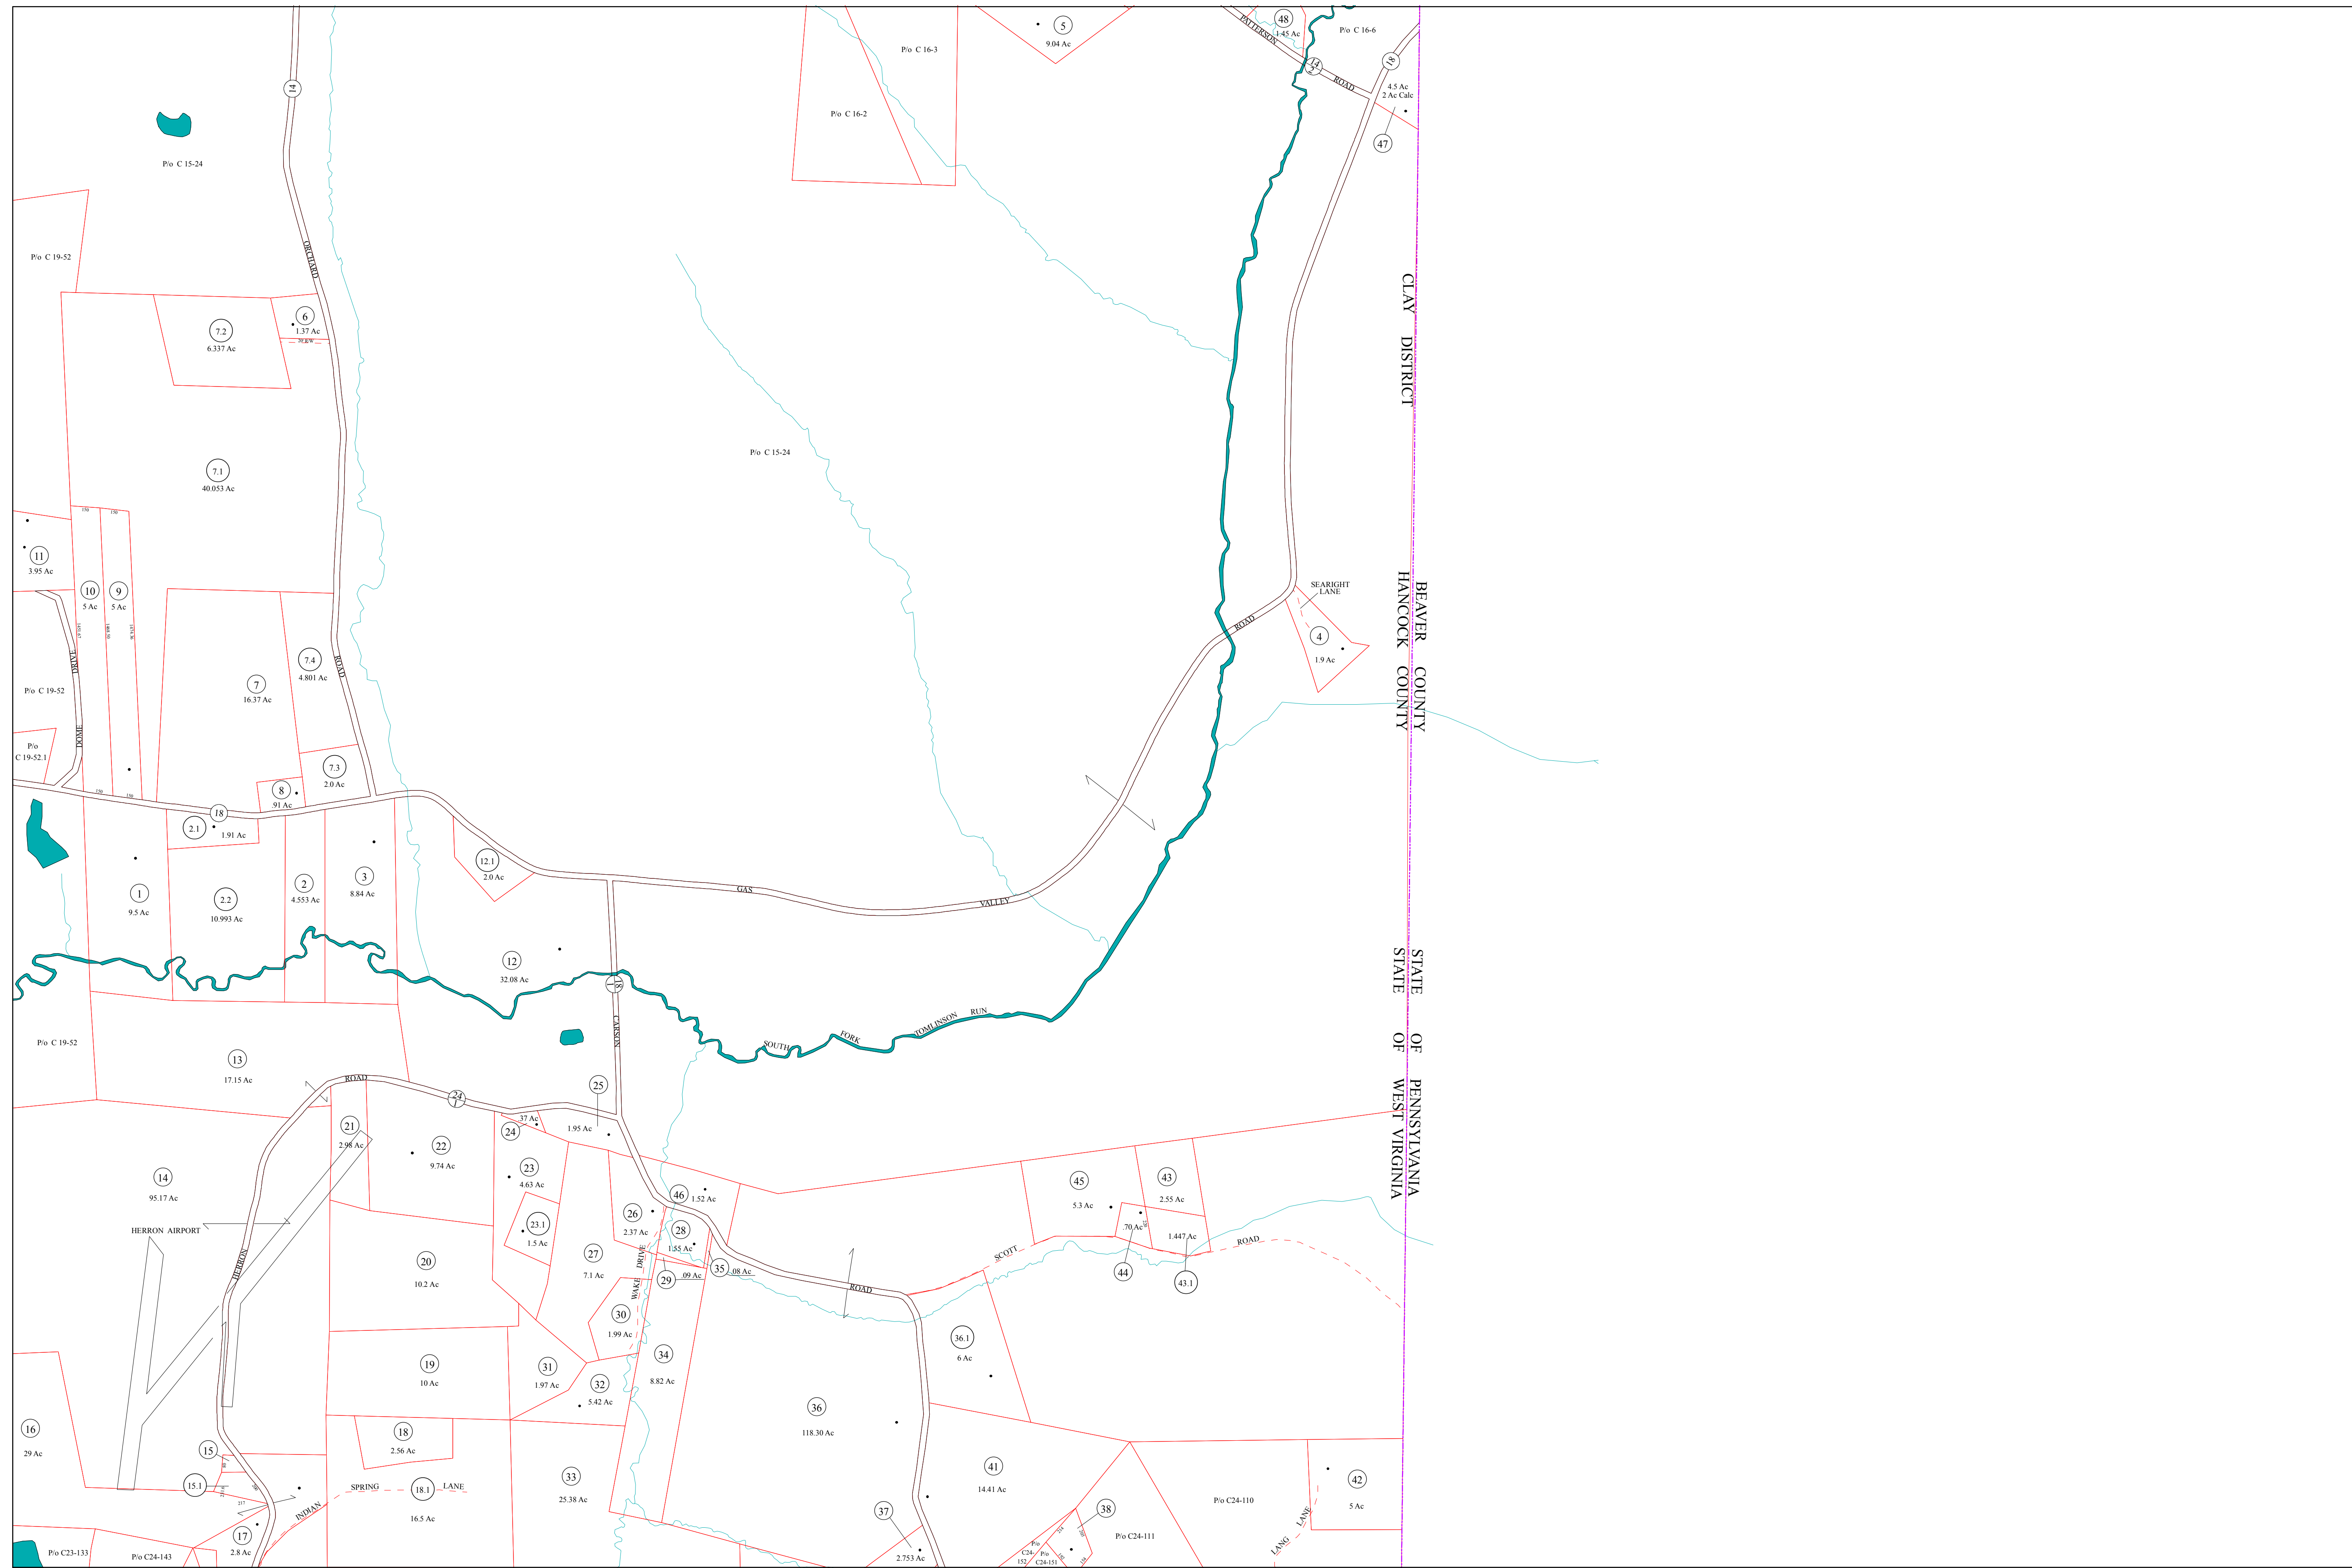 5
9.04 Ac
48
1.45 Ac
P/o C 16-6
PATTERSON
14
2
ROAD
18
4.5 Ac
2 Ac Calc
47
P/o C 16-3
P/o C 16-2
14
P/o C 15-24
P/o C 19-52
ORCHARD
6
1.37 Ac
7.2
6.337 Ac
7.1
40.053 Ac
P/o C 15-24
CLAY DISTRICT
150
150
11
3.95 Ac
10
5 Ac
9
5 Ac
DRIVE
DOME
P/o C 19-52
P/o
C 19-52.1
7
16.37 Ac
7.4
4.801 Ac
ROAD
7.3
2.0 Ac
8
.91 Ac
150
150
18
SEARIGHT
LANE
ROAD
4
1.9 Ac
BEAVER COUNTY
HANCOCK COUNTY
2.1
1.91 Ac
1
9.5 Ac
2.2
10.993 Ac
2
4.553 Ac
3
8.84 Ac
12.1
2.0 Ac
GAS
VALLEY
12
32.08 Ac
18
1
CARSON
SOUTH
FORK
TOMLINSON
RUN
STATE OF PENNSYLVANIA
STATE OF WEST VIRGINIA
P/o C 19-52
13
17.15 Ac
ROAD
24
1
25
1.95 Ac
.37 Ac
24
21
2.98 Ac
22
9.74 Ac
23
4.63 Ac
23.1
1.5 Ac
14
95.17 Ac
HERRON AIRPORT
HERRON
20
10.2 Ac
27
7.1 Ac
26
2.37 Ac
46
1.52 Ac
28
1.55 Ac
29
.09 Ac
35
.08 Ac
WAKE DRIVE
30
1.99 Ac
ROAD
SCOTT
ROAD
45
5.3 Ac
43
2.55 Ac
.70 Ac
1.447 Ac
44
43.1
36.1
6 Ac
19
10 Ac
31
1.97 Ac
32
5.42 Ac
34
8.82 Ac
36
118.30 Ac
16
29 Ac
18
2.56 Ac
15
15.1
217
INDIAN
SPRING
18.1
LANE
16.5 Ac
33
25.38 Ac
41
14.41 Ac
42
5 Ac
P/o C24-110
LANG LANE
37
2.753 Ac
38
P/o C24-111
P/o
C24-
152
P/o
C24-151
17
2.8 Ac
P/o C23-133
P/o C24-143